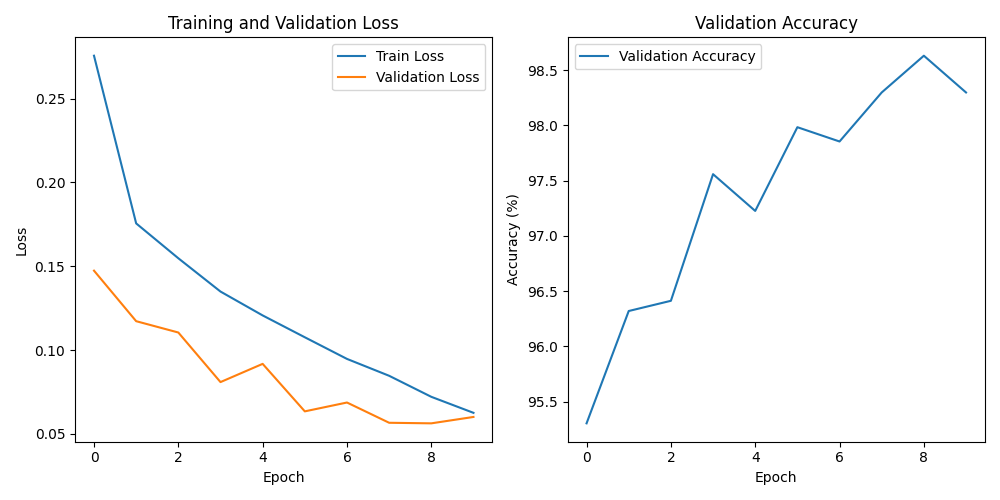 Training and Validation Loss
Train Loss
Validation Loss
0.25
0.20
0.15
0.10
0.05
Loss
0 2 4 6 8
Epoch
Validation Accuracy
Validation Accuracy
98.5
98.0
97.5
97.0
96.5
96.0
95.5
Accuracy (%)
0 2 4 6 8
Epoch